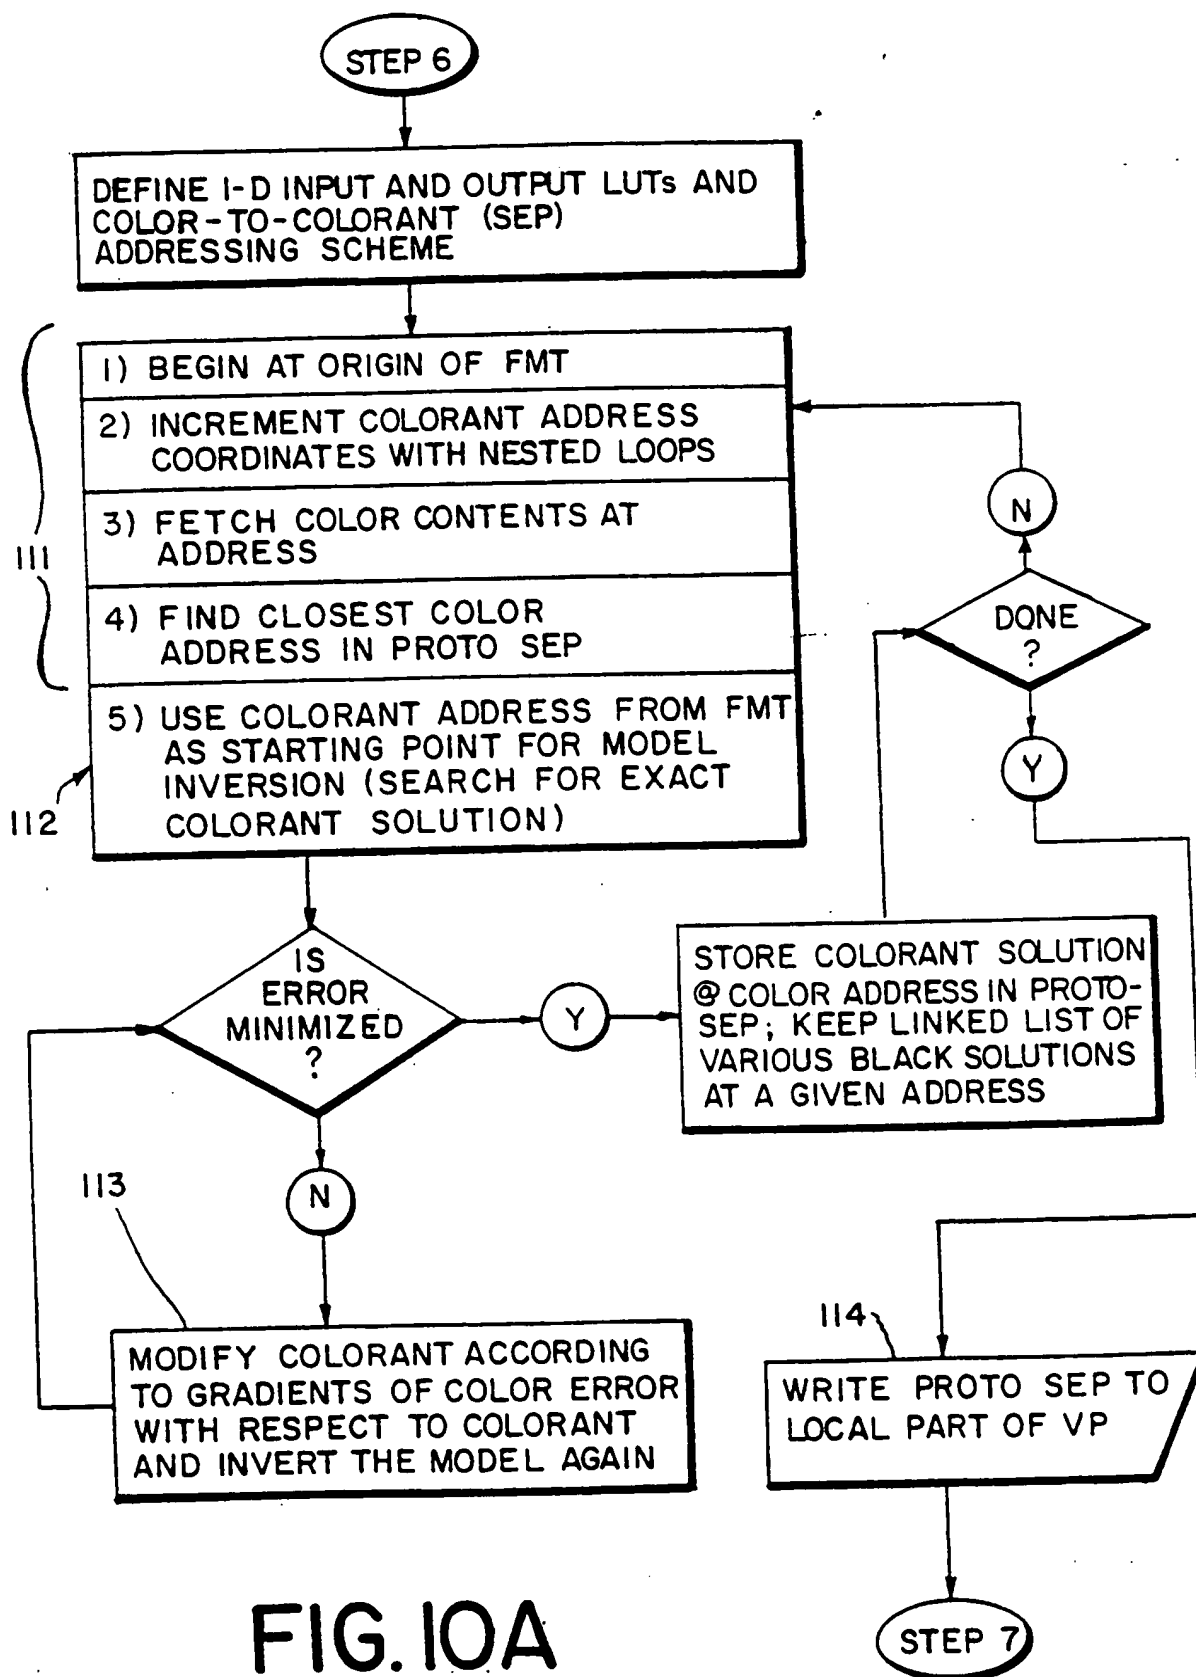 STEP 6
DEFINE 1-D INPUT AND OUTPUT LUTs AND
COLOR-TO-COLORANT (SEP)
ADDRESSING SCHEME
111
1) BEGIN AT ORIGIN OF FMT
2) INCREMENT COLORANT ADDRESS
COORDINATES WITH NESTED LOOPS
3) FETCH COLOR CONTENTS AT
ADDRESS
4) FIND CLOSEST COLOR
ADDRESS IN PROTO SEP
5) USE COLORANT ADDRESS FROM FMT
AS STARTING POINT FOR MODEL
INVERSION (SEARCH FOR EXACT
COLORANT SOLUTION)
112
N
DONE
?
Y
IS
ERROR
MINIMIZED
?
Y
STORE COLORANT SOLUTION
@ COLOR ADDRESS IN PROTO-
SEP; KEEP LINKED LIST OF
VARIOUS BLACK SOLUTIONS
AT A GIVEN ADDRESS
N
113
MODIFY COLORANT ACCORDING
TO GRADIENTS OF COLOR ERROR
WITH RESPECT TO COLORANT
AND INVERT THE MODEL AGAIN
114
WRITE PROTO SEP TO
LOCAL PART OF VP
STEP 7
FIG. 10A